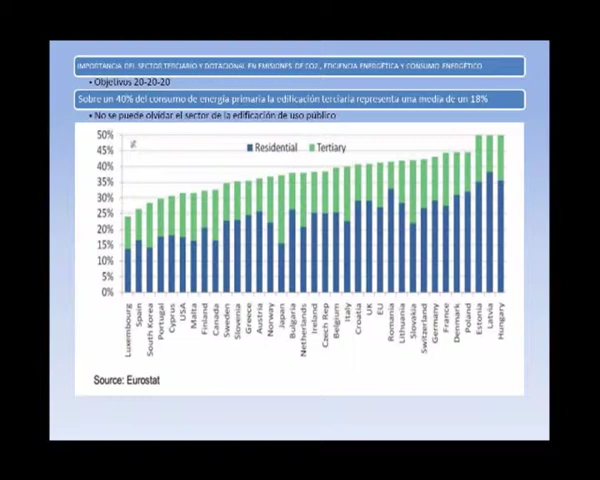 IMPORTANCIA DEL SECTOR TERCIARIO Y DOTACIONAL EN EMISIONES DE CO2 , EFICIENCIA ENERGÉTICA Y CONSUMO ENERGÉTICO
• Objetivos 20-20-20
Sobre un 40% del consumo de energía primaria la edificación terciaria representa una media de un 18%
• No se puede olvidar el sector de la edificación de uso público
%
Residential Tertiary
50%
45%
40%
35%
30%
25%
20%
15%
10%
5%
0%
Luxembourg
Spain
South Korea
Portugal
Cyprus
USA
Malta
Finland
Canada
Sweden
Slovenia
Greece
Austria
Norway
Japan
Bulgaria
Netherlands
Ireland
Czech Rep
Belgium
Italy
Croatia
UK
EU
Romania
Lithuania
Slovakia
Switzerland
Germany
France
Denmark
Poland
Estonia
Latvia
Hungary
Source: Eurostat